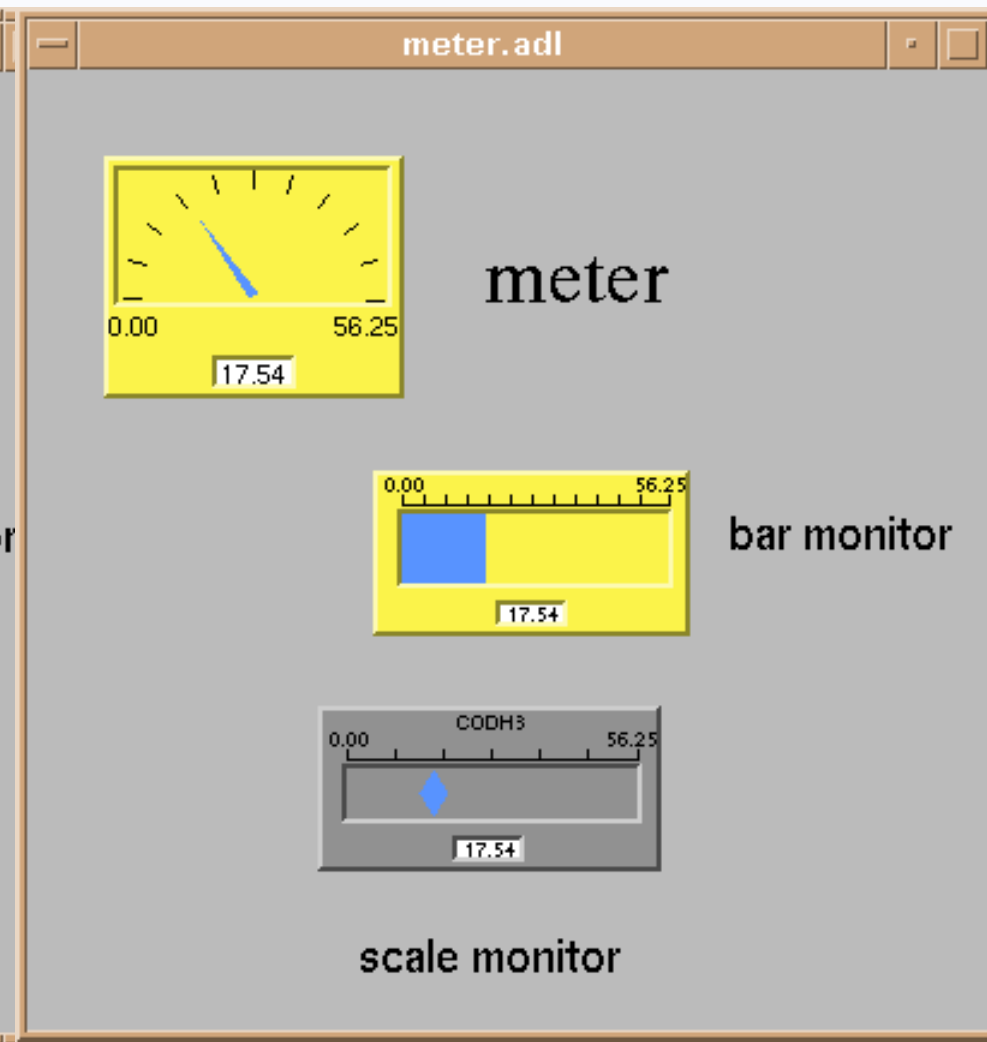 meter.adl
meter
0.00 56.25
17.54
0.00 56.25
bar monitor
17.54
CODH3
0.00 56.25
17.54
scale monitor